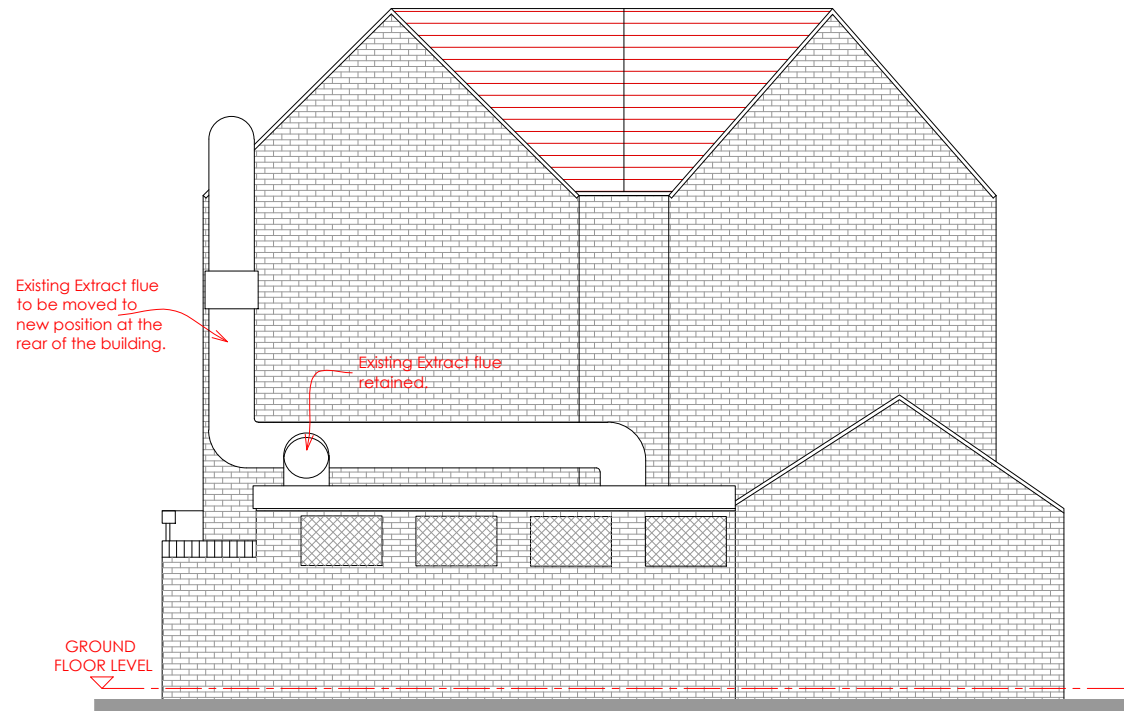 Existing Extract flue
to be moved to
new position at the
rear of the building.
Existing Extract flue
retained.
GROUND
FLOOR LEVEL